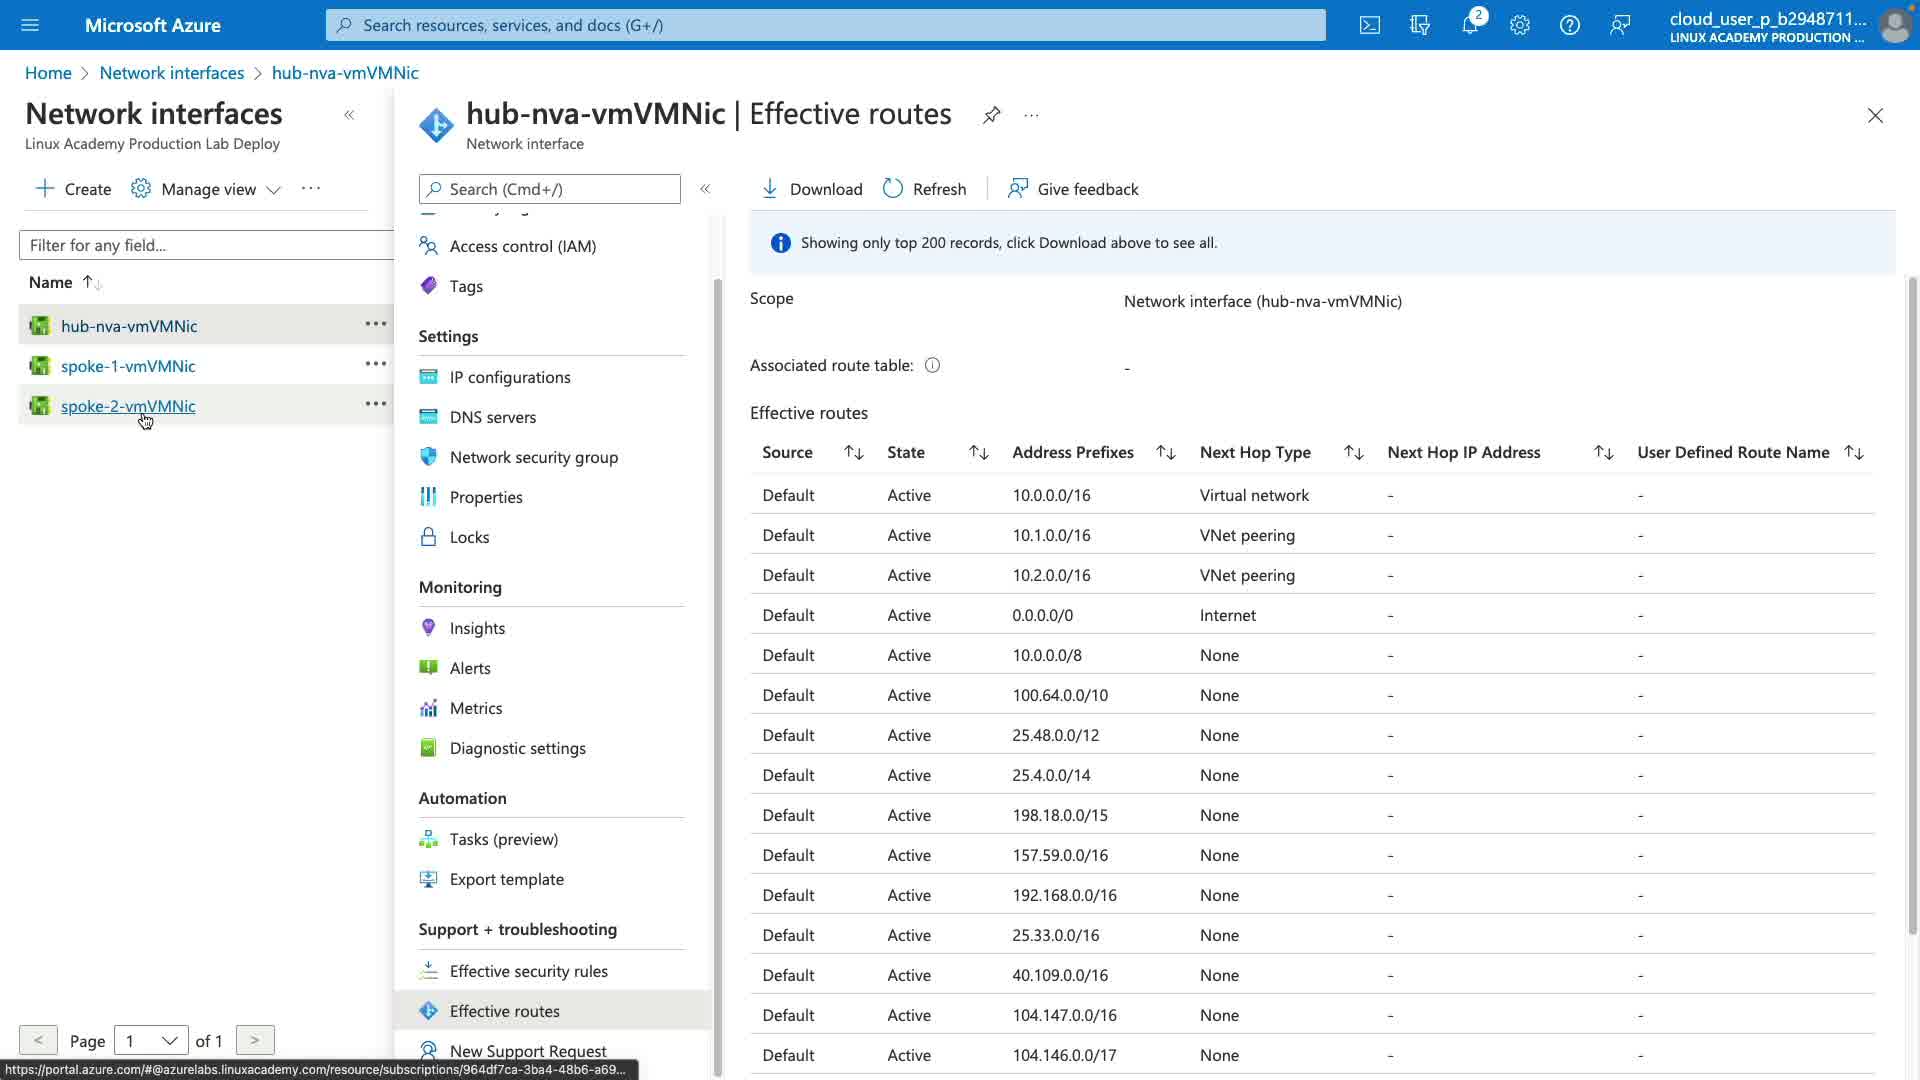 Microsoft Azure
Search resources, services, and docs (G+/)
2
cloud_user_p_b2948711...
LINUX ACADEMY PRODUCTION ...
Home > Network interfaces > hub-nva-vmVMNic
Network interfaces
Linux Academy Production Lab Deploy
Create
Manage view
Filter for any field...
Name
hub-nva-vmVMNic
spoke-1-vmVMNic
spoke-2-vmVMNic
< Page 1 of 1 >
https://portal.azure.com/#@azurelabs.linuxacademy.com/resource/subscriptions/964df7ca-3ba4-48b6-a69...
hub-nva-vmVMNic | Effective routes
Network interface
Search (Cmd+/)
Access control (IAM)
Tags
Settings
IP configurations
DNS servers
Network security group
Properties
Locks
Monitoring
Insights
Alerts
Metrics
Diagnostic settings
Automation
Tasks (preview)
Export template
Support + troubleshooting
Effective security rules
Effective routes
New Support Request
Download Refresh Give feedback
Showing only top 200 records, click Download above to see all.
Scope Network interface (hub-nva-vmVMNic)
Associated route table: -
Effective routes
Source State Address Prefixes Next Hop Type Next Hop IP Address User Defined Route Name
Default Active 10.0.0.0/16 Virtual network - -
Default Active 10.1.0.0/16 VNet peering - -
Default Active 10.2.0.0/16 VNet peering - -
Default Active 0.0.0.0/0 Internet - -
Default Active 10.0.0.0/8 None - -
Default Active 100.64.0.0/10 None - -
Default Active 25.48.0.0/12 None - -
Default Active 25.4.0.0/14 None - -
Default Active 198.18.0.0/15 None - -
Default Active 157.59.0.0/16 None - -
Default Active 192.168.0.0/16 None - -
Default Active 25.33.0.0/16 None - -
Default Active 40.109.0.0/16 None - -
Default Active 104.147.0.0/16 None - -
Default Active 104.146.0.0/17 None - -